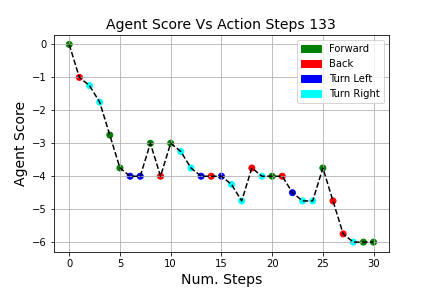 Agent Score Vs Action Steps 133
Forward
Back
Turn Left
Turn Right
Agent Score
0
−1
−2
−3
−4
−5
−6
0 5 10 15 20 25 30
Num. Steps